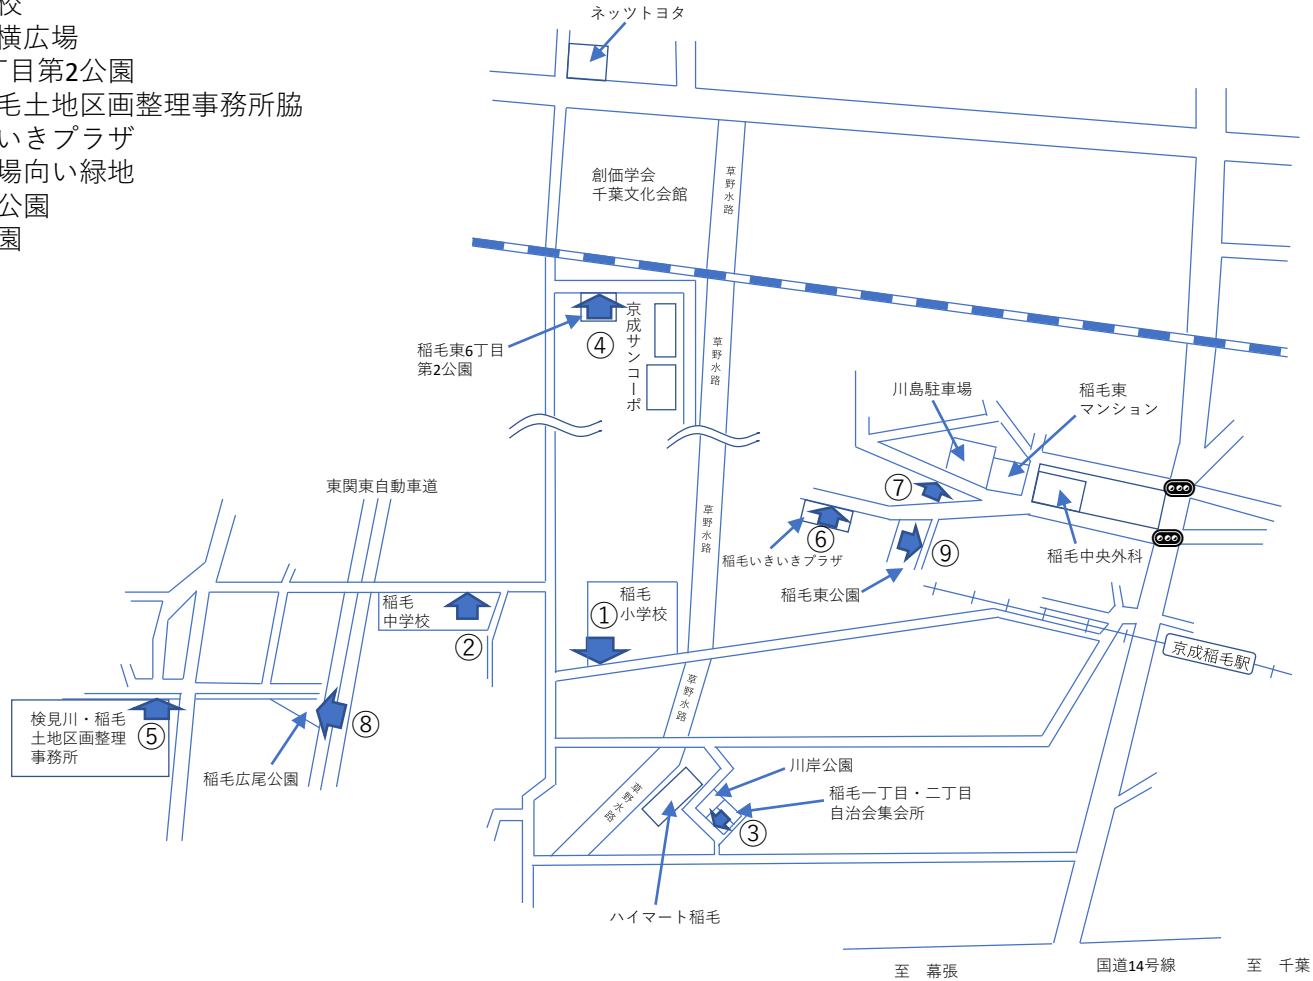 校
横広場
丁目第2公園
毛土地区画整理事務所脇
いきプラザ
場向い緑地
公園
園
ネッツトヨタ
創価学会
千葉文化会館
草野水路
稲毛東6丁目
第2公園
④
京成サンコーポ
草野水路
川島駐車場
稲毛東
マンション
東関東自動車道
⑦
草野水路
⑥
稲毛いきいきプラザ
⑨
稲毛中央外科
稲毛東公園
稲毛
中学校
②
①
稲毛
小学校
京成稲毛駅
草野水路
検見川・稲毛
土地区画整理
事務所
⑤
⑧
稲毛広尾公園
川岸公園
稲毛一丁目・二丁目
自治会集会所
草野水路
③
ハイマート稲毛
至 幕張
国道14号線
至 千葉